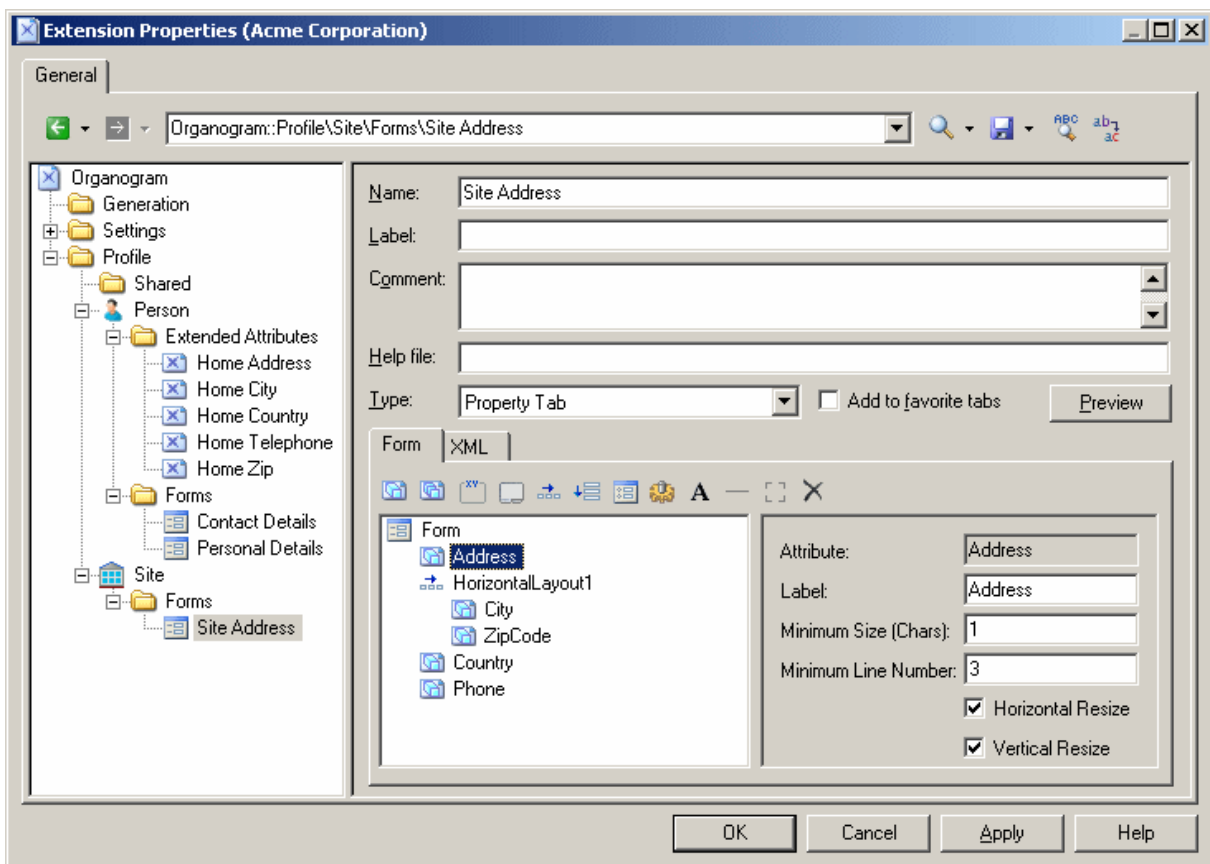 Extension Properties (Acme Corporation)
General
Organogram::Profile\Site\Forms\Site Address
ABC
ab
ac
Organogram
Generation
Settings
Profile
Shared
Person
Extended Attributes
Home Address
Home City
Home Country
Home Telephone
Home Zip
Forms
Contact Details
Personal Details
Site
Forms
Site Address
Name:
Site Address
Label:
Comment:
Help file:
Type:
Property Tab
Add to favorite tabs
Preview
Form
XML
XY
A
Form
Address
HorizontalLayout1
City
ZipCode
Country
Phone
Attribute:
Address
Label:
Address
Minimum Size (Chars):
1
Minimum Line Number:
3
Horizontal Resize
Vertical Resize
OK
Cancel
Apply
Help